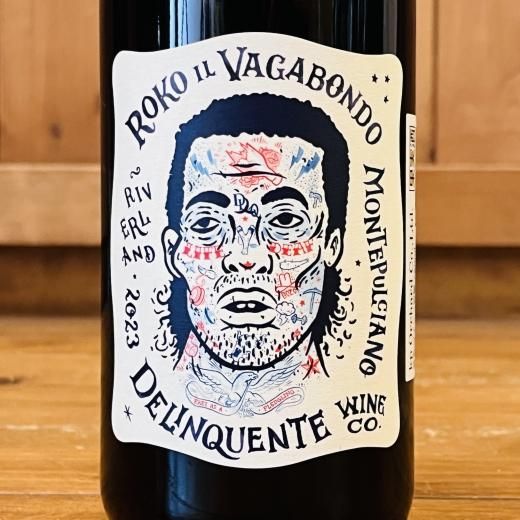 ROKO IL VAGABONDO
MONTEPULCIANO
RIVERLAND · 2023
DELINQUENTE
WINE CO.